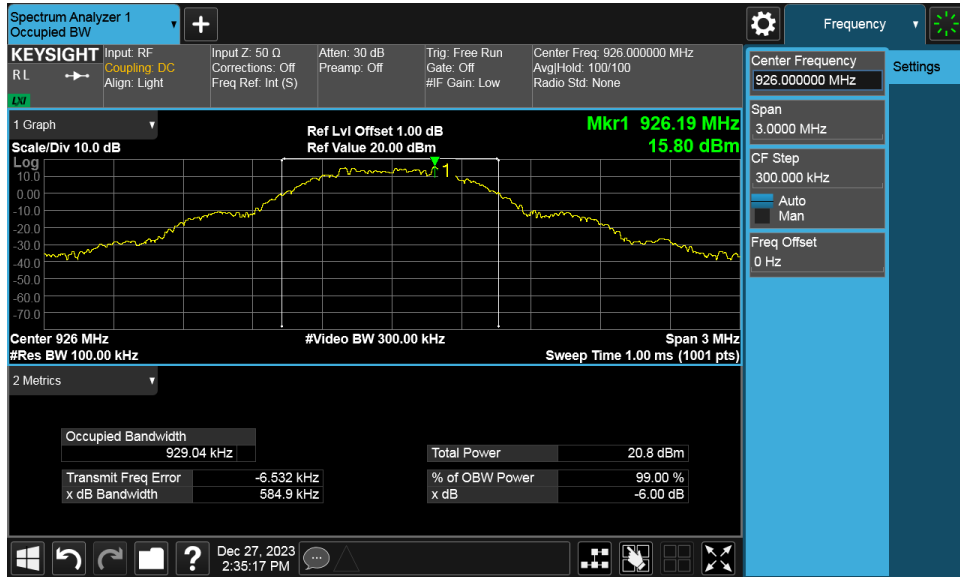 Spectrum Analyzer 1
Occupied BW
Frequency
KEYSIGHT
RL
LXI
Input: RF
Coupling: DC
Align: Light
Input Z: 50 Ω
Corrections: Off
Freq Ref: Int (S)
Atten: 30 dB
Preamp: Off
Trig: Free Run
Gate: Off
#IF Gain: Low
Center Freq: 926.000000 MHz
Avg|Hold: 100/100
Radio Std: None
Center Frequency
926.000000 MHz
Settings
Span
3.0000 MHz
CF Step
300.000 kHz
Auto
Man
Freq Offset
0 Hz
1 Graph
Scale/Div 10.0 dB
Ref Lvl Offset 1.00 dB
Ref Value 20.00 dBm
Mkr1 926.19 MHz
15.80 dBm
Log
10.0
0.00
-10.0
-20.0
-30.0
-40.0
-50.0
-60.0
-70.0
1
Center 926 MHz
#Video BW 300.00 kHz
Span 3 MHz
#Res BW 100.00 kHz
Sweep Time 1.00 ms (1001 pts)
2 Metrics
Occupied Bandwidth
929.04 kHz
Total Power 20.8 dBm
Transmit Freq Error -6.532 kHz
% of OBW Power 99.00 %
x dB Bandwidth 584.9 kHz
x dB -6.00 dB
Dec 27, 2023
2:35:17 PM